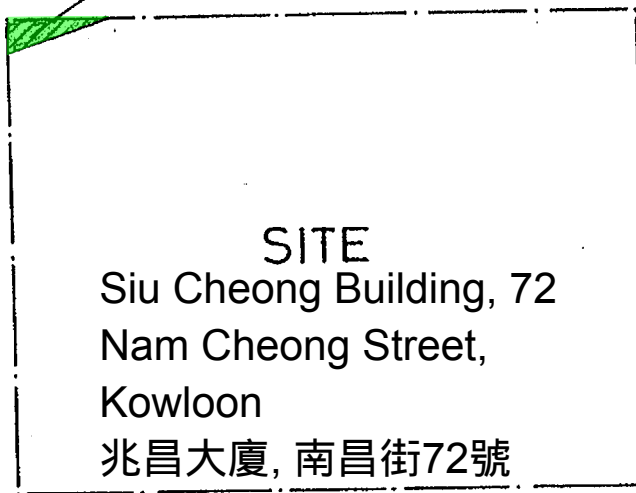 SITE
Siu Cheong Building, 72
Nam Cheong Street,
Kowloon
兆昌大廈, 南昌街72號